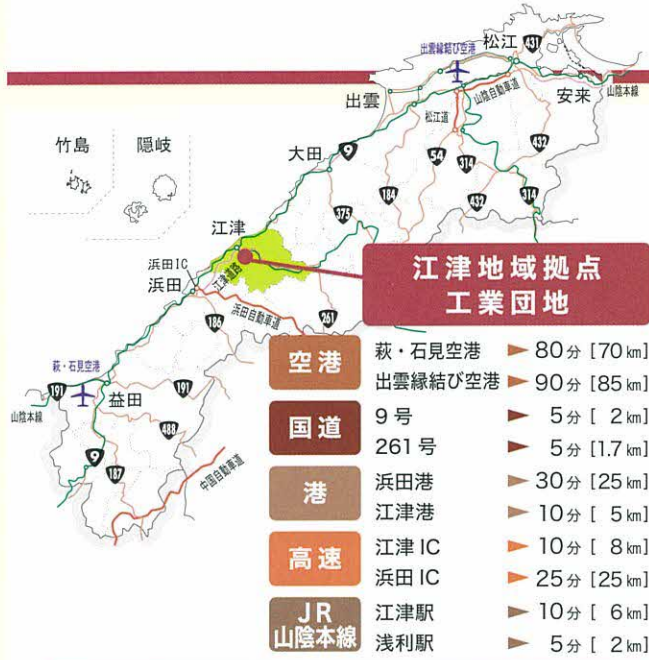 出雲縁結び空港
松江
431
安来
山陰本線
山陰自動車道
出雲
松江道
竹島
隠岐
9
大田
54
314
432
184
432
314
375
江津
浜田IC
浜田
江津道路
浜田自動車道
186
261
江津地域拠点
工業団地
萩・石見空港
191
山陰本線
益田
191
488
9
187
中国自動車道
空港
萩・石見空港 ▶ 80分 [70km]
出雲縁結び空港 ▶ 90分 [85km]
国道
9号 ▶ 5分 [ 2km]
261号 ▶ 5分 [1.7km]
港
浜田港 ▶ 30分 [25km]
江津港 ▶ 10分 [ 5km]
高速
江津IC ▶ 10分 [ 8km]
浜田IC ▶ 25分 [25km]
JR
山陰本線
江津駅 ▶ 10分 [ 6km]
浅利駅 ▶ 5分 [ 2km]